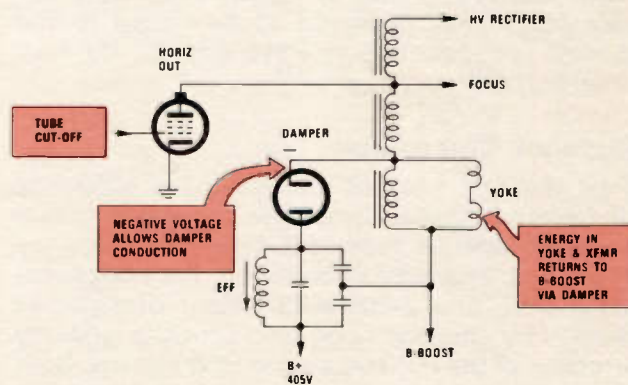 HV RECTIFIER
HORIZ
OUT
FOCUS
TUBE
CUT-OFF
DAMPER
–
YOKE
NEGATIVE VOLTAGE
ALLOWS DAMPER
CONDUCTION
ENERGY IN
YOKE & XFMR
RETURNS TO
B-BOOST
VIA DAMPER
EFF
B+
405V
B-BOOST